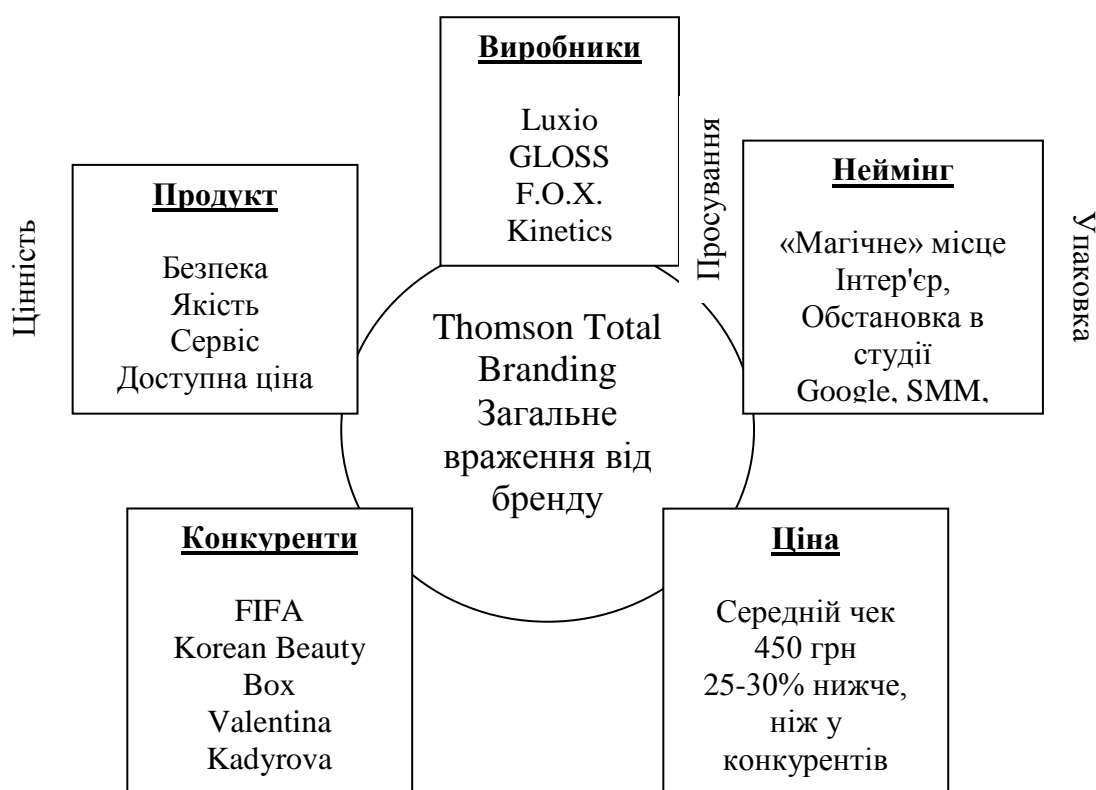 Виробники
Luxio
GLOSS
F.O.X.
Kinetics
Просування
Неймінг
«Магічне» місце
Інтер'єр,
Обстановка в
студії
Google, SMM,
Упаковка
Цінність
Продукт
Безпека
Якість
Сервіс
Доступна ціна
Thomson Total
Branding
Загальне
враження від
бренду
Конкуренти
FIFA
Korean Beauty
Box
Valentina
Kadyrova
Ціна
Середній чек
450 грн
25-30% нижче,
ніж у
конкурентів